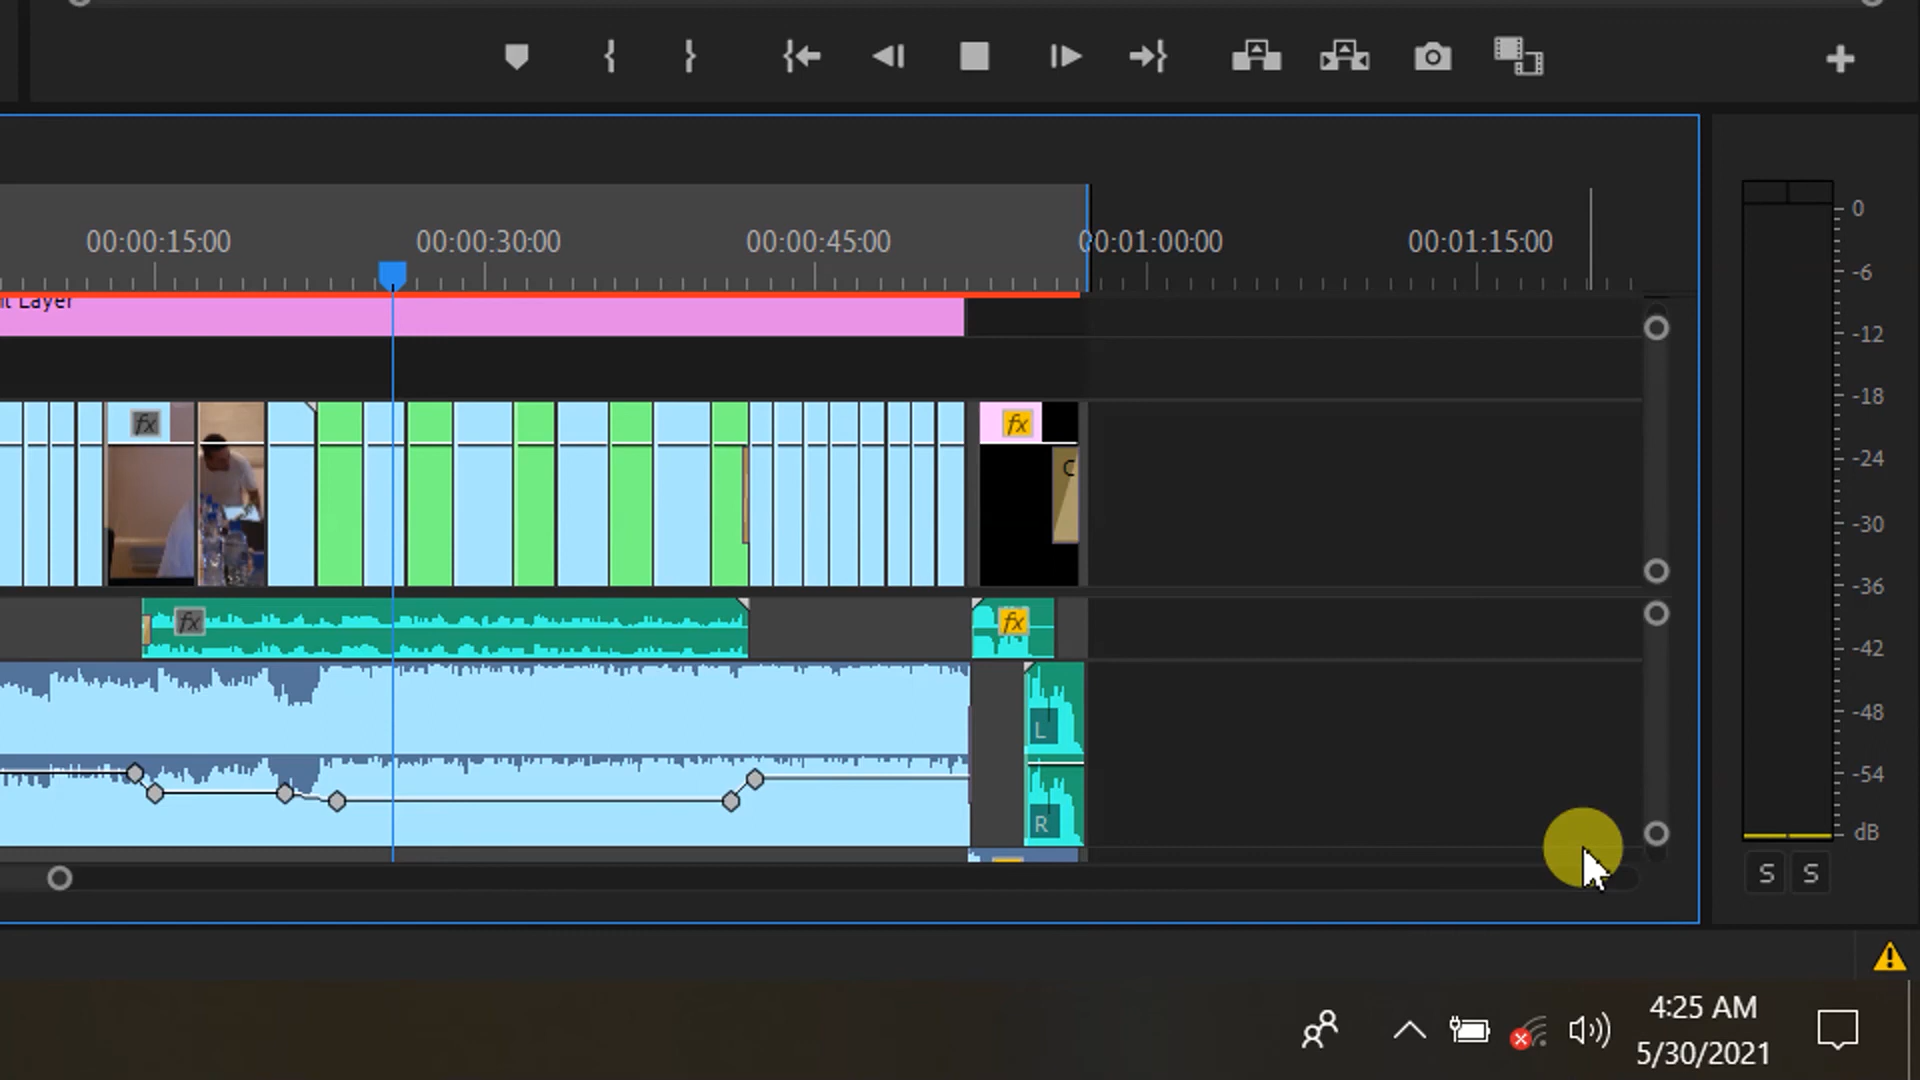 00:00:15:00
00:00:30:00
00:00:45:00
00:01:00:00
00:01:15:00
t Layer
fx
fx
C
fx
fx
L
R
0
-6
-12
-18
-24
-30
-36
-42
-48
-54
dB
S S
4:25 AM
5/30/2021